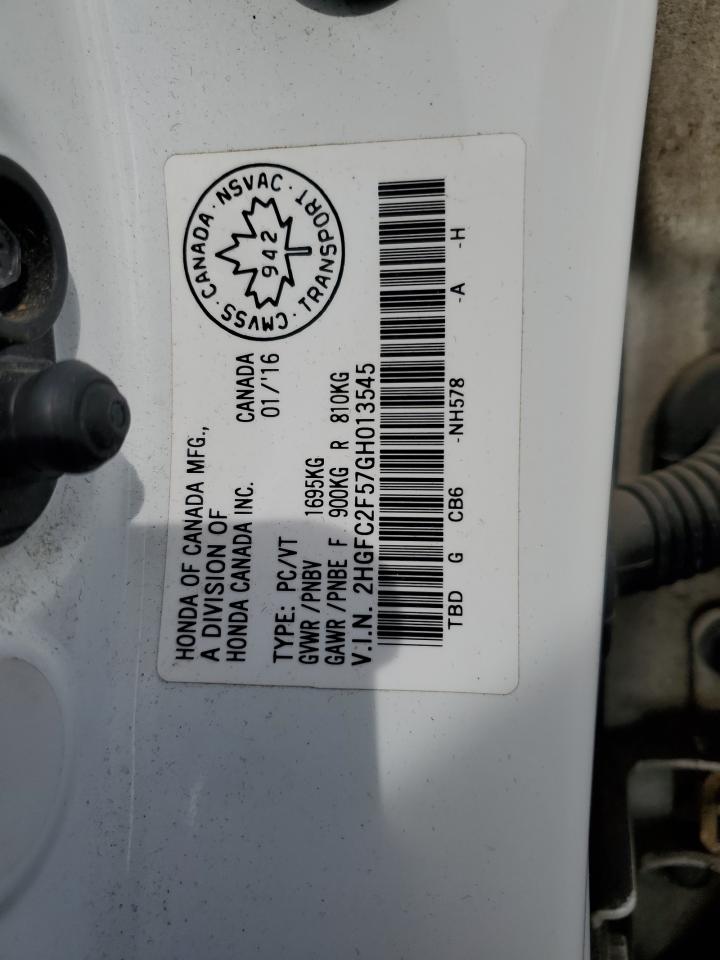 HONDA OF CANADA MFG.,
A DIVISION OF
HONDA CANADA INC. CANADA
TYPE: PC/VT 01/'16
GVWR/PNBV 1695KG
GAWR/PNBE F 900KG R 810KG
V.I.N. 2HGFC2F57GH013545
TBD G CB6 -NH578 -A -H
CMVSS · CANADA · NSVAC · TRANSPORT ·
942